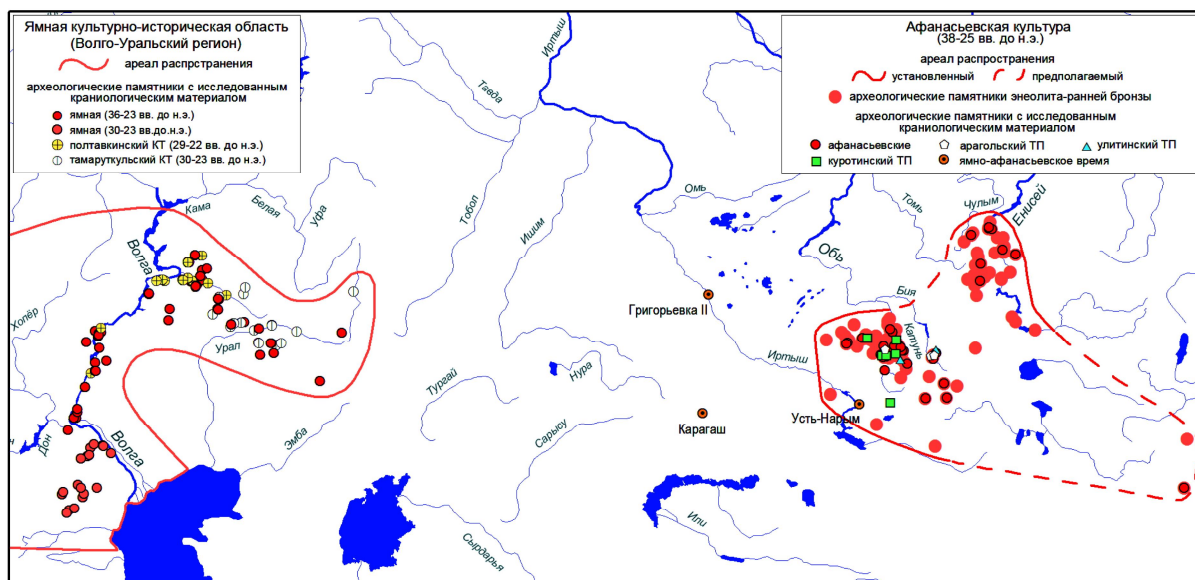 Ямная культурно-историческая область
(Волго-Уральский регион)
ареал распрстранения
археологические памятники с исследованным
краниологическим материалом
ямная (36-23 вв. до н.э.)
ямная (30-23 вв.до.н.э.)
полтавкинский КТ (29-22 вв. до н.э.)
тамаруткульский КТ (30-23 вв. до н.э.)
Афанасьевская культура
(38-25 вв. до н.э.)
ареал распрстранения
установленный
предполагаемый
археологические памятники энеолита-ранней бронзы
археологические памятники с исследованным
краниологическим материалом
афанасьевские
арагольский ТП
улитинский ТП
куротинский ТП
ямно-афанасьевское время
Иртыш
Тавда
Кама
Белая
Уфа
Тобол
Ишим
Омь
Томь
Чулым
Енисей
Обь
Волга
Хопёр
Бия
Катунь
Григорьевка II
Урал
Иртыш
Тургай
Нура
Усть-Нарым
Карагаш
Дон
Волга
Эмба
Сарысу
Или
Сырдарья